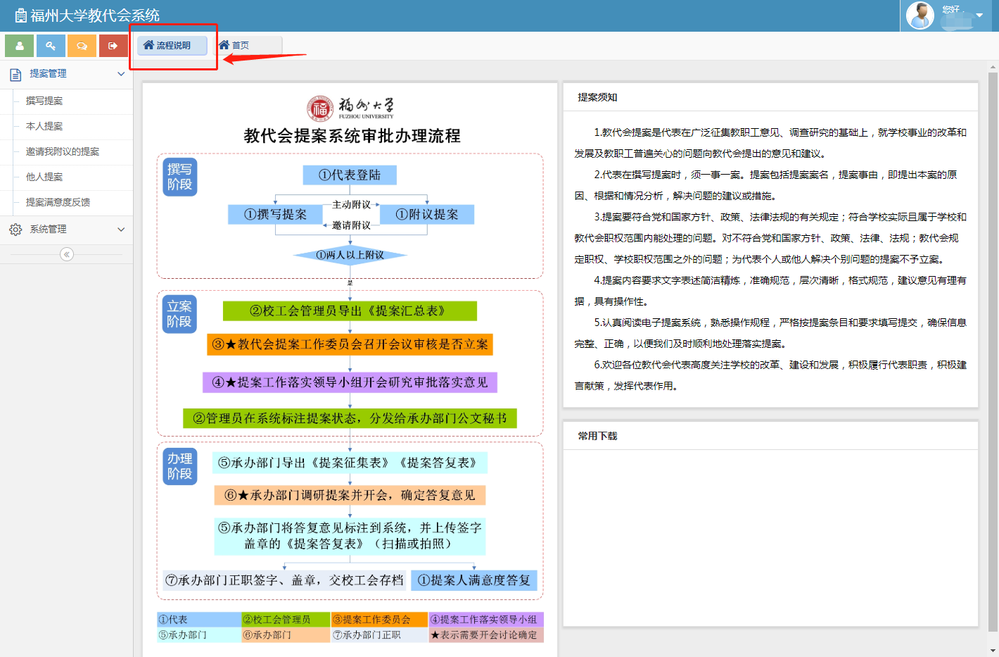 福州大学教代会系统
您好，
流程说明
首页
提案管理
撰写提案
本人提案
邀请我附议的提案
他人提案
提案满意度反馈
系统管理
福州大学
FUZHOU UNIVERSITY
教代会提案系统审批办理流程
撰写
阶段
①代表登陆
主动附议
①撰写提案
①附议提案
邀请附议
①两人以上附议
是
立案
阶段
②校工会管理员导出《提案汇总表》
③★教代会提案工作委员会召开会议审核是否立案
④★提案工作落实领导小组开会研究审批落实意见
②管理员在系统标注提案状态，分发给承办部门公文秘书
办理
阶段
⑤承办部门导出《提案征集表》《提案答复表》
⑥★承办部门调研提案并开会，确定答复意见
⑤承办部门将答复意见标注到系统，并上传签字
盖章的《提案答复表》（扫描或拍照）
⑦承办部门正职签字、盖章，交校工会存档
①提案人满意度答复
①代表
②校工会管理员
③提案工作委员会
④提案工作落实领导小组
⑤承办部门
⑥承办部门
⑦承办部门正职
★表示需要开会讨论确定
提案须知
1.教代会提案是代表在广泛征集教职工意见、调查研究的基础上，就学校事业的改革和
发展及教职工普遍关心的问题向教代会提出的意见和建议。
2.代表在撰写提案时，须一事一案。提案包括提案案名，提案事由，即提出本案的原
因、根据和情况分析，解决问题的建议或措施。
3.提案要符合党和国家方针、政策、法律法规的有关规定；符合学校实际且属于学校和
教代会职权范围内能处理的问题。对不符合党和国家方针、政策、法律、法规；教代会规
定职权、学校职权范围之外的问题；为代表个人或他人解决个别问题的提案不予立案。
4.提案内容要求文字表述简洁精炼，准确规范，层次清晰，格式规范，建议意见有理有
据，具有操作性。
5.认真阅读电子提案系统，熟悉操作规程，严格按提案条目和要求填写提交，确保信息
完整、正确，以便我们及时顺利地处理落实提案。
6.欢迎各位教代会代表高度关注学校的改革、建设和发展，积极履行代表职责，积极建
言献策，发挥代表作用。
常用下载